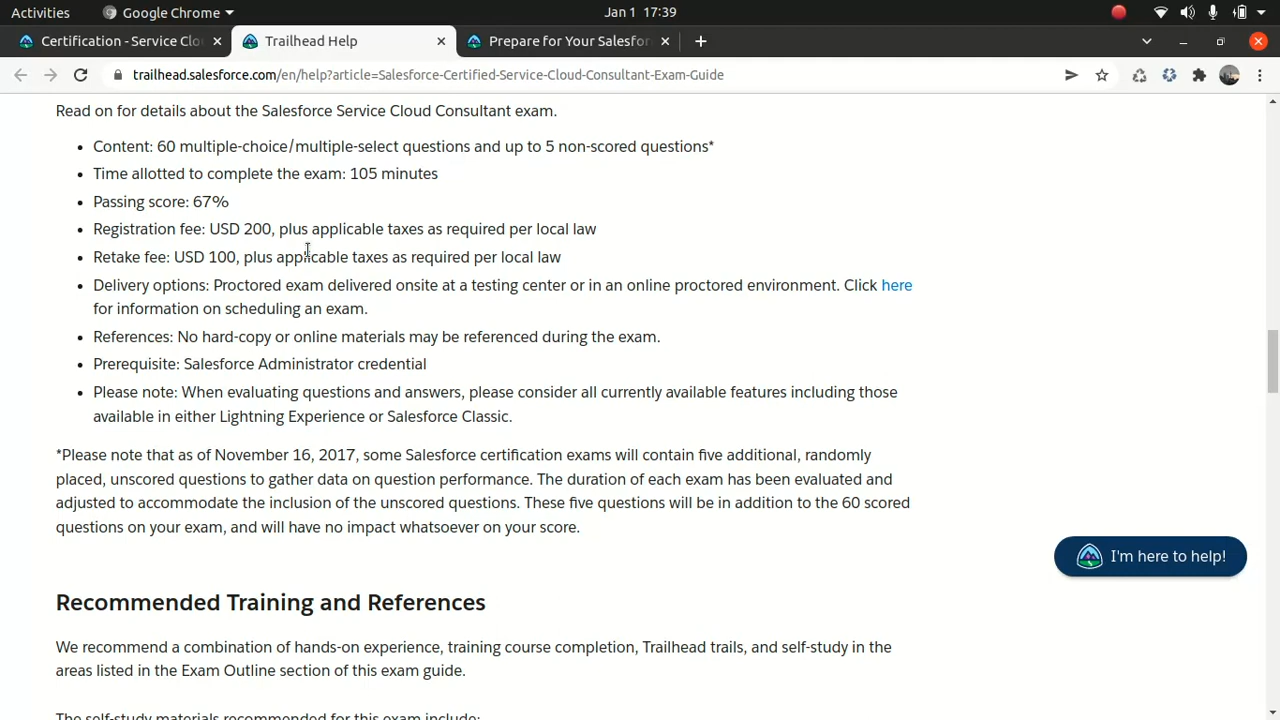 Activities
Google Chrome
Jan 1 17:39
Certification - Service Clo
Trailhead Help
Prepare for Your Salesfor
trailhead.salesforce.com/en/help?article=Salesforce-Certified-Service-Cloud-Consultant-Exam-Guide
Read on for details about the Salesforce Service Cloud Consultant exam.
• Content: 60 multiple-choice/multiple-select questions and up to 5 non-scored questions*
• Time allotted to complete the exam: 105 minutes
• Passing score: 67%
• Registration fee: USD 200, plus applicable taxes as required per local law
• Retake fee: USD 100, plus applicable taxes as required per local law
• Delivery options: Proctored exam delivered onsite at a testing center or in an online proctored environment. Click here
for information on scheduling an exam.
• References: No hard-copy or online materials may be referenced during the exam.
• Prerequisite: Salesforce Administrator credential
• Please note: When evaluating questions and answers, please consider all currently available features including those
available in either Lightning Experience or Salesforce Classic.
*Please note that as of November 16, 2017, some Salesforce certification exams will contain five additional, randomly
placed, unscored questions to gather data on question performance. The duration of each exam has been evaluated and
adjusted to accommodate the inclusion of the unscored questions. These five questions will be in addition to the 60 scored
questions on your exam, and will have no impact whatsoever on your score.
I'm here to help!
Recommended Training and References
We recommend a combination of hands-on experience, training course completion, Trailhead trails, and self-study in the
areas listed in the Exam Outline section of this exam guide.
The self-study materials recommended for this exam include: